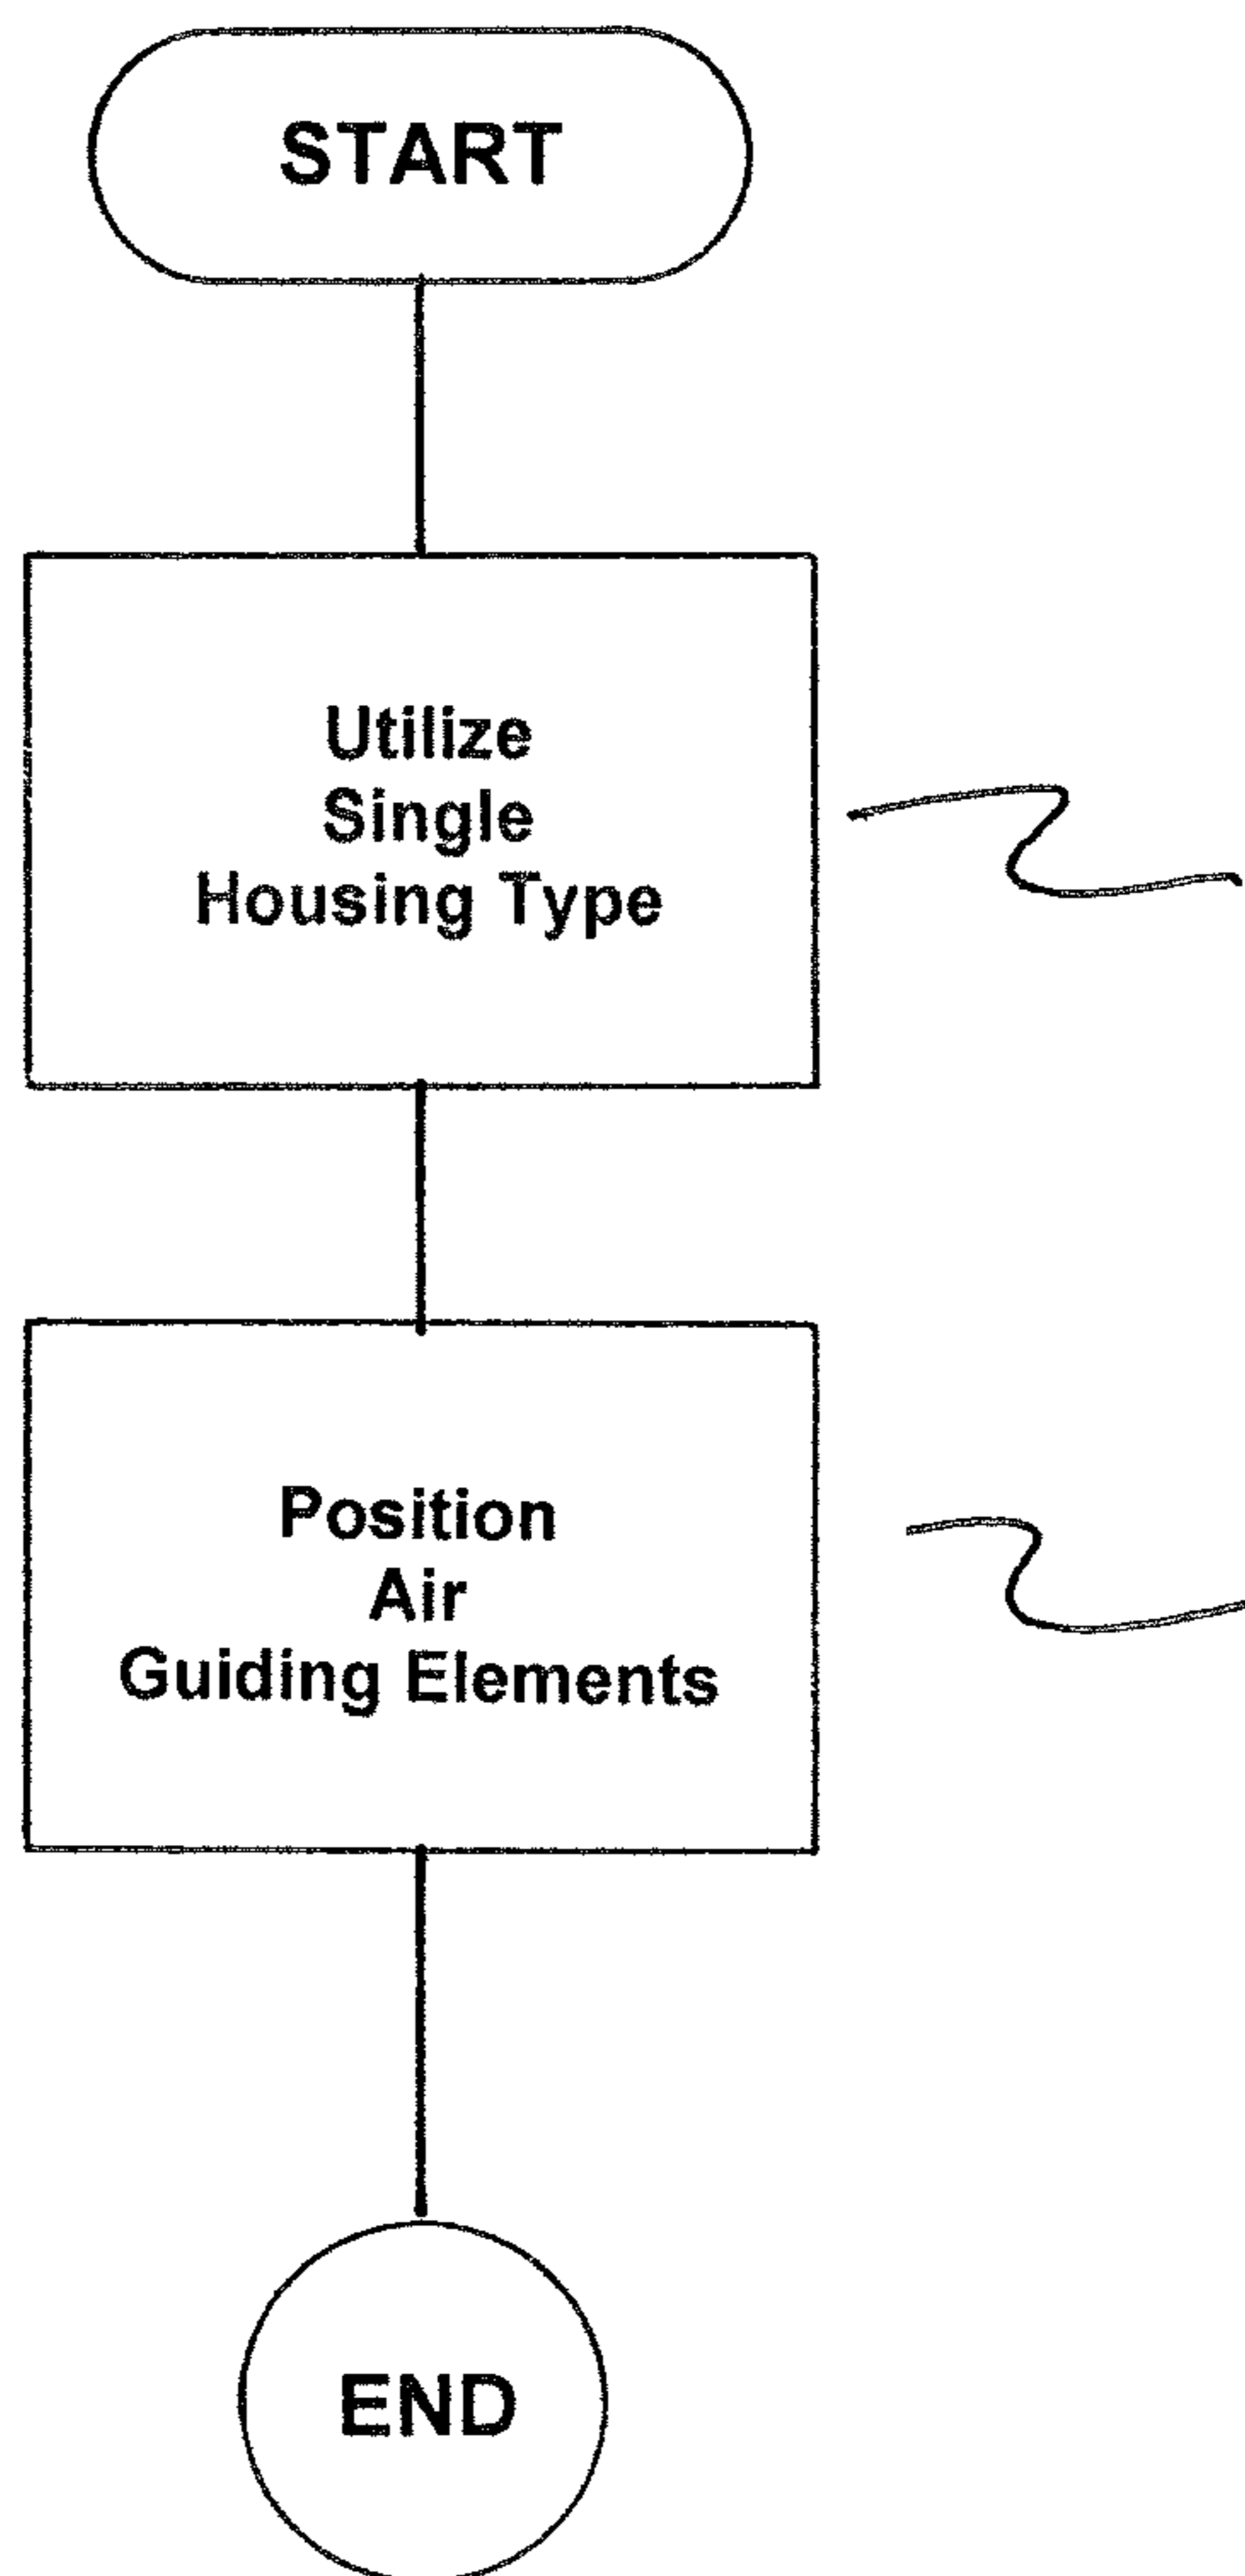 START
Utilize
Single
Housing Type
Position
Air
Guiding Elements
END